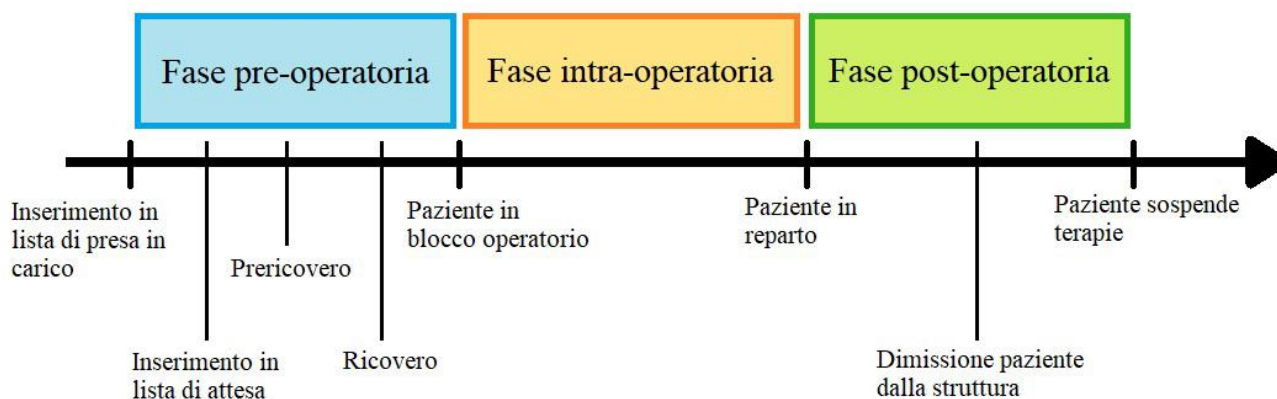 Fase pre-operatoria
Fase intra-operatoria
Fase post-operatoria
Inserimento in
lista di presa in
carico
Inserimento in
lista di attesa
Prericovero
Ricovero
Paziente in
blocco operatorio
Paziente in
reparto
Dimissione paziente
dalla struttura
Paziente sospende
terapie